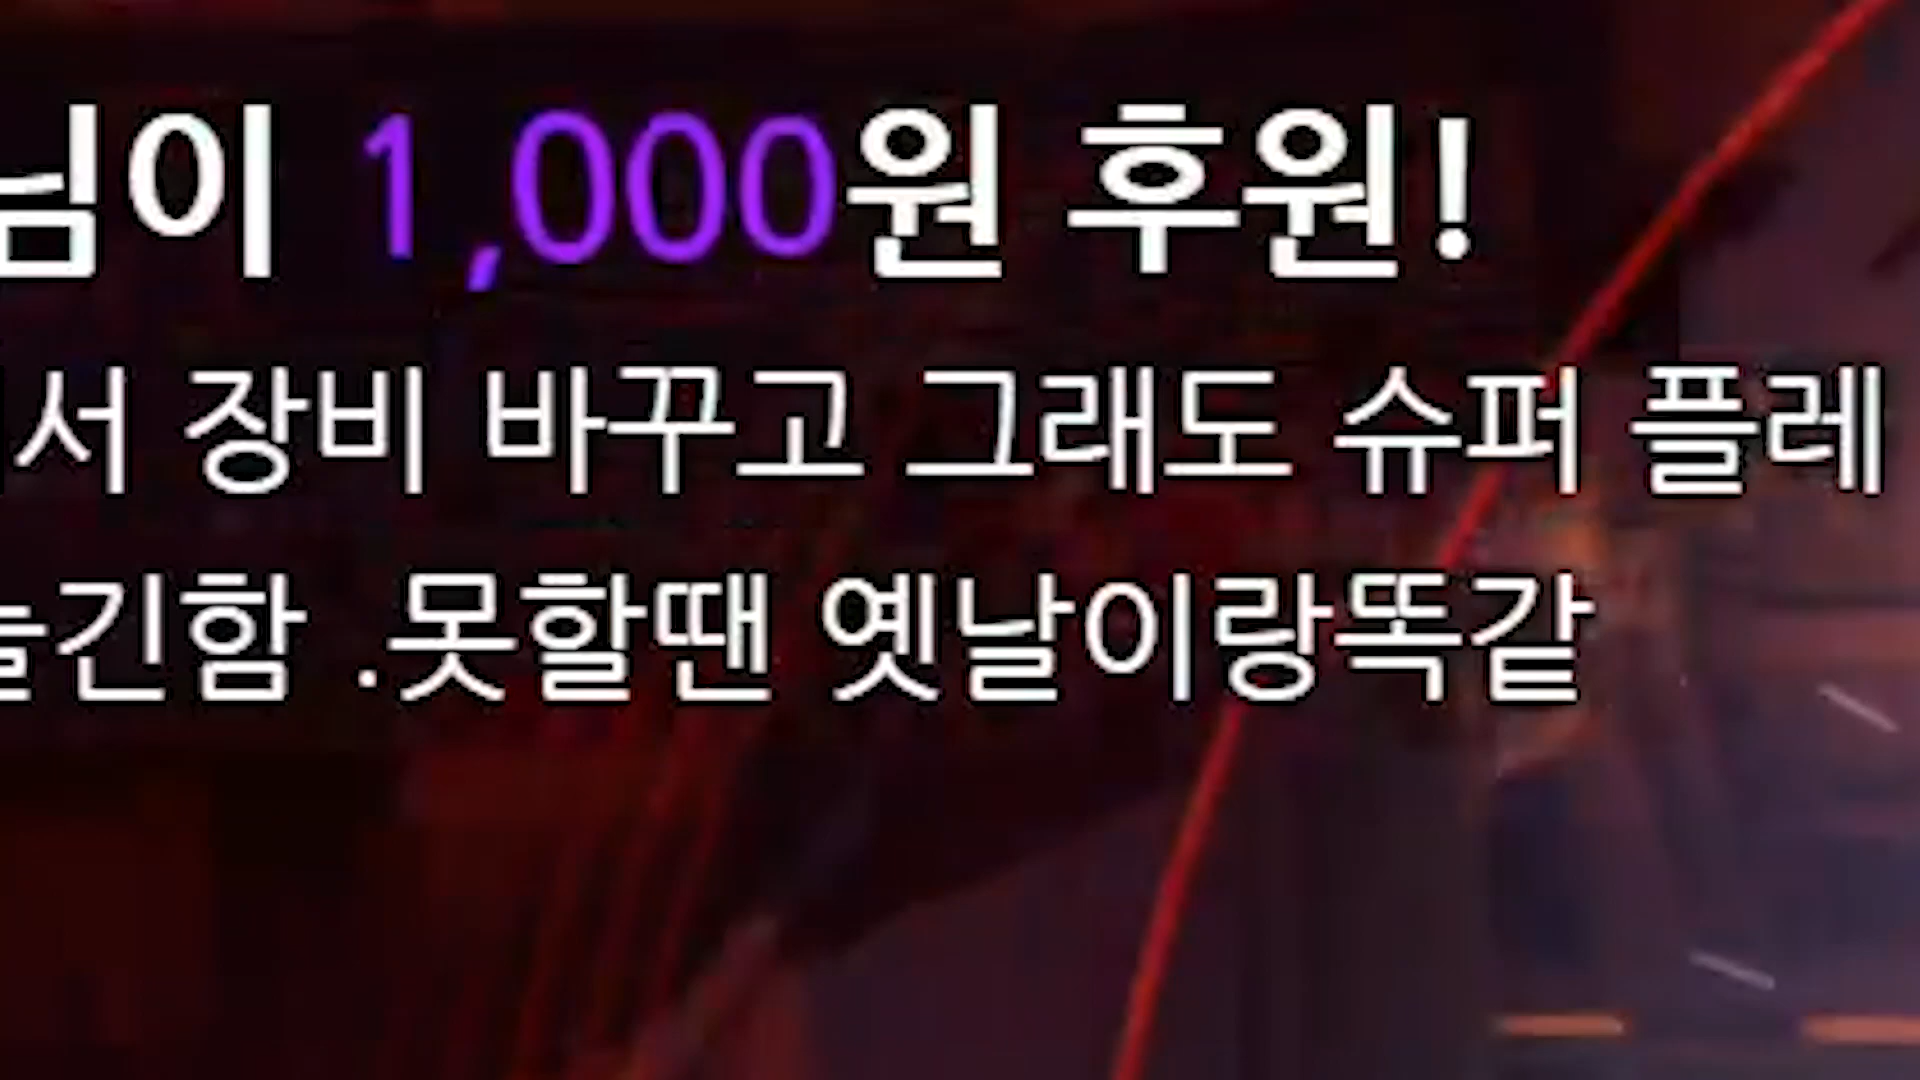 님이 1,000원 후원!
서 장비 바꾸고 그래도 슈퍼 플레
늘긴함 .못할땐 옛날이랑똑같